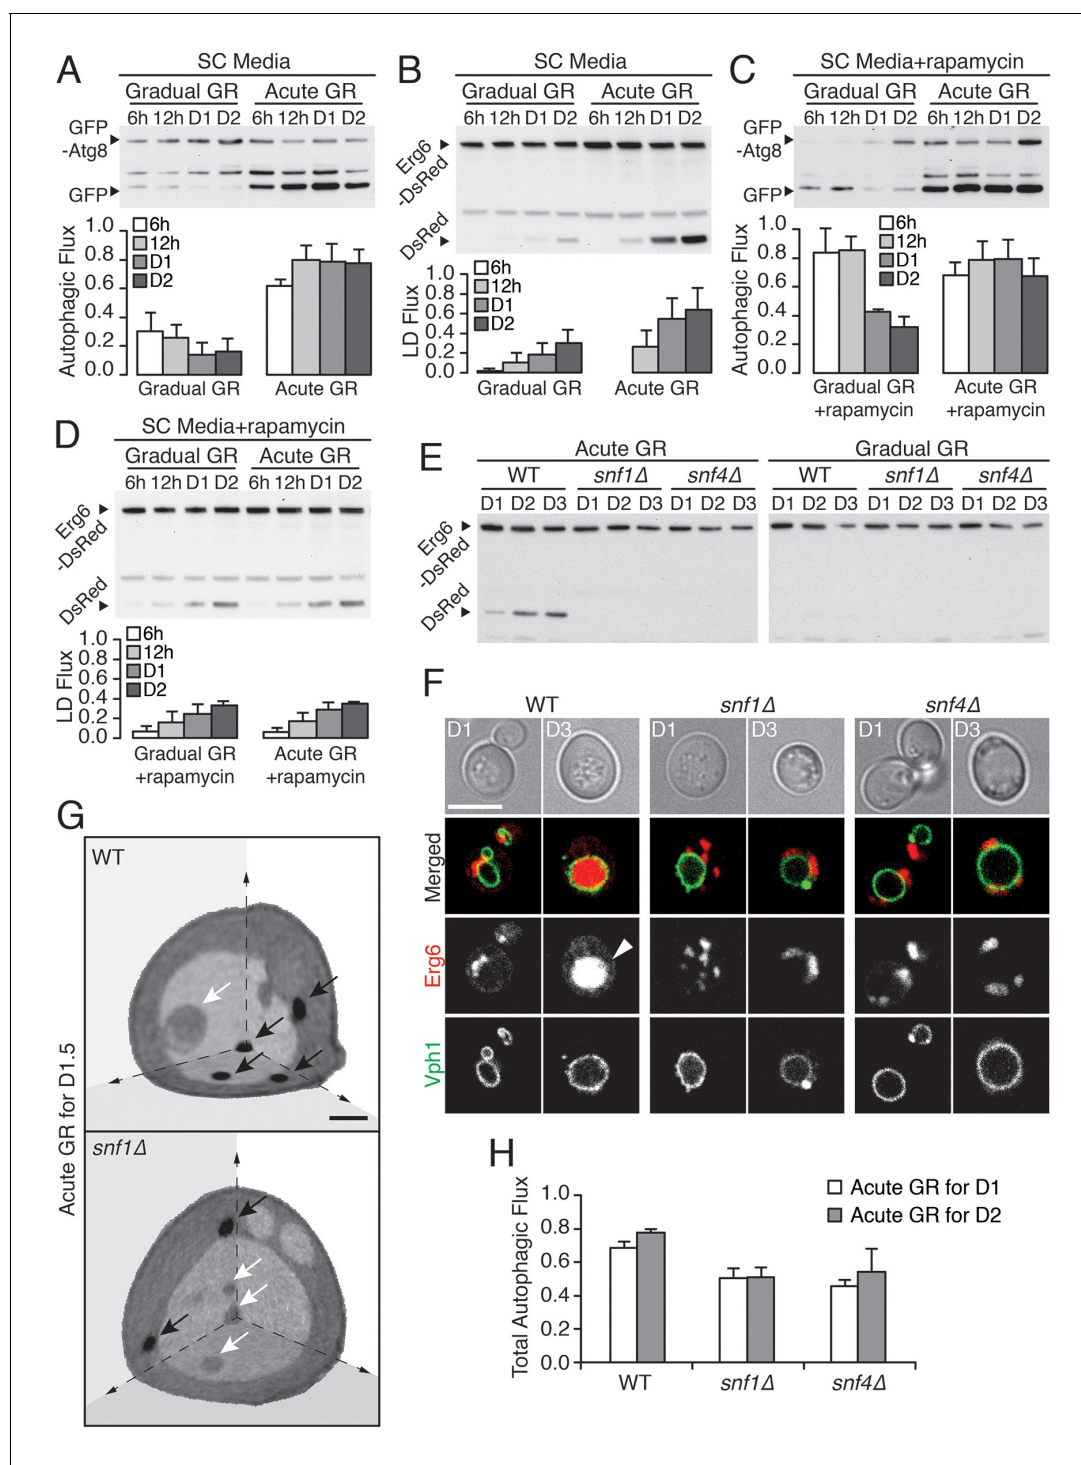 A
SC Media
Gradual GR Acute GR
6h 12h D1 D2 6h 12h D1 D2
GFP
-Atg8
GFP
Autophagic Flux
1.0
0.8
0.6
0.4
0.2
0.0
6h
12h
D1
D2
Gradual GR Acute GR
B
SC Media
Gradual GR Acute GR
6h 12h D1 D2 6h 12h D1 D2
Erg6
-DsRed
DsRed
LD Flux
1.0
0.8
0.6
0.4
0.2
0.0
6h
12h
D1
D2
Gradual GR Acute GR
C
SC Media+rapamycin
Gradual GR Acute GR
6h 12h D1 D2 6h 12h D1 D2
GFP
-Atg8
GFP
Autophagic Flux
1.0
0.8
0.6
0.4
0.2
0.0
6h
12h
D1
D2
Gradual GR Acute GR
+rapamycin +rapamycin
D
SC Media+rapamycin
Gradual GR Acute GR
6h 12h D1 D2 6h 12h D1 D2
Erg6
-DsRed
DsRed
LD Flux
1.0
0.8
0.6
0.4
0.2
0.0
6h
12h
D1
D2
Gradual GR Acute GR
+rapamycin +rapamycin
E
Acute GR Gradual GR
WT snf1Δ snf4Δ WT snf1Δ snf4Δ
D1 D2 D3 D1 D2 D3 D1 D2 D3 D1 D2 D3 D1 D2 D3 D1 D2 D3
Erg6
-DsRed
DsRed
F
WT snf1Δ snf4Δ
D1 D3 D1 D3 D1 D3
Merged
Erg6
Vph1
G
Acute GR for D1.5
WT
snf1Δ
H
Total Autophagic Flux
1.0
0.8
0.6
0.4
0.2
0.0
Acute GR for D1
Acute GR for D2
WT snf1Δ snf4Δ